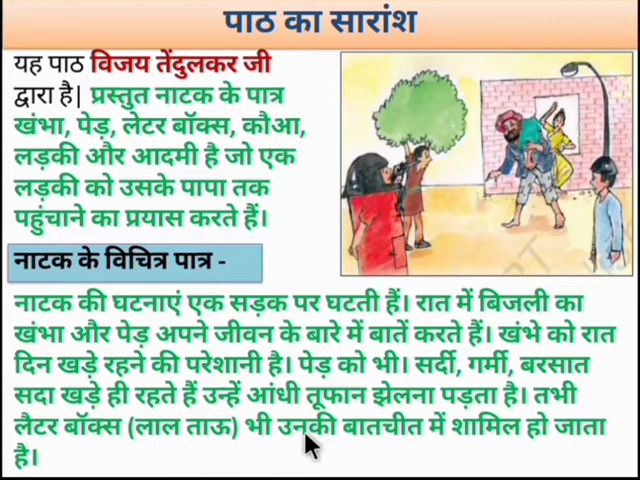 पाठ का सारांश
यह पाठ विजय तेंदुलकर जी
द्वारा है| प्रस्तुत नाटक के पात्र
खंभा, पेड़, लेटर बॉक्स, कौआ,
लड़की और आदमी है जो एक
लड़की को उसके पापा तक
पहुंचाने का प्रयास करते हैं।
नाटक के विचित्र पात्र -
नाटक की घटनाएं एक सड़क पर घटती हैं। रात में बिजली का
खंभा और पेड़ अपने जीवन के बारे में बातें करते हैं। खंभे को रात
दिन खड़े रहने की परेशानी है। पेड़ को भी। सर्दी, गर्मी, बरसात
सदा खड़े ही रहते हैं उन्हें आंधी तूफान झेलना पड़ता है। तभी
लैटर बॉक्स (लाल ताऊ) भी उनकी बातचीत में शामिल हो जाता
है।